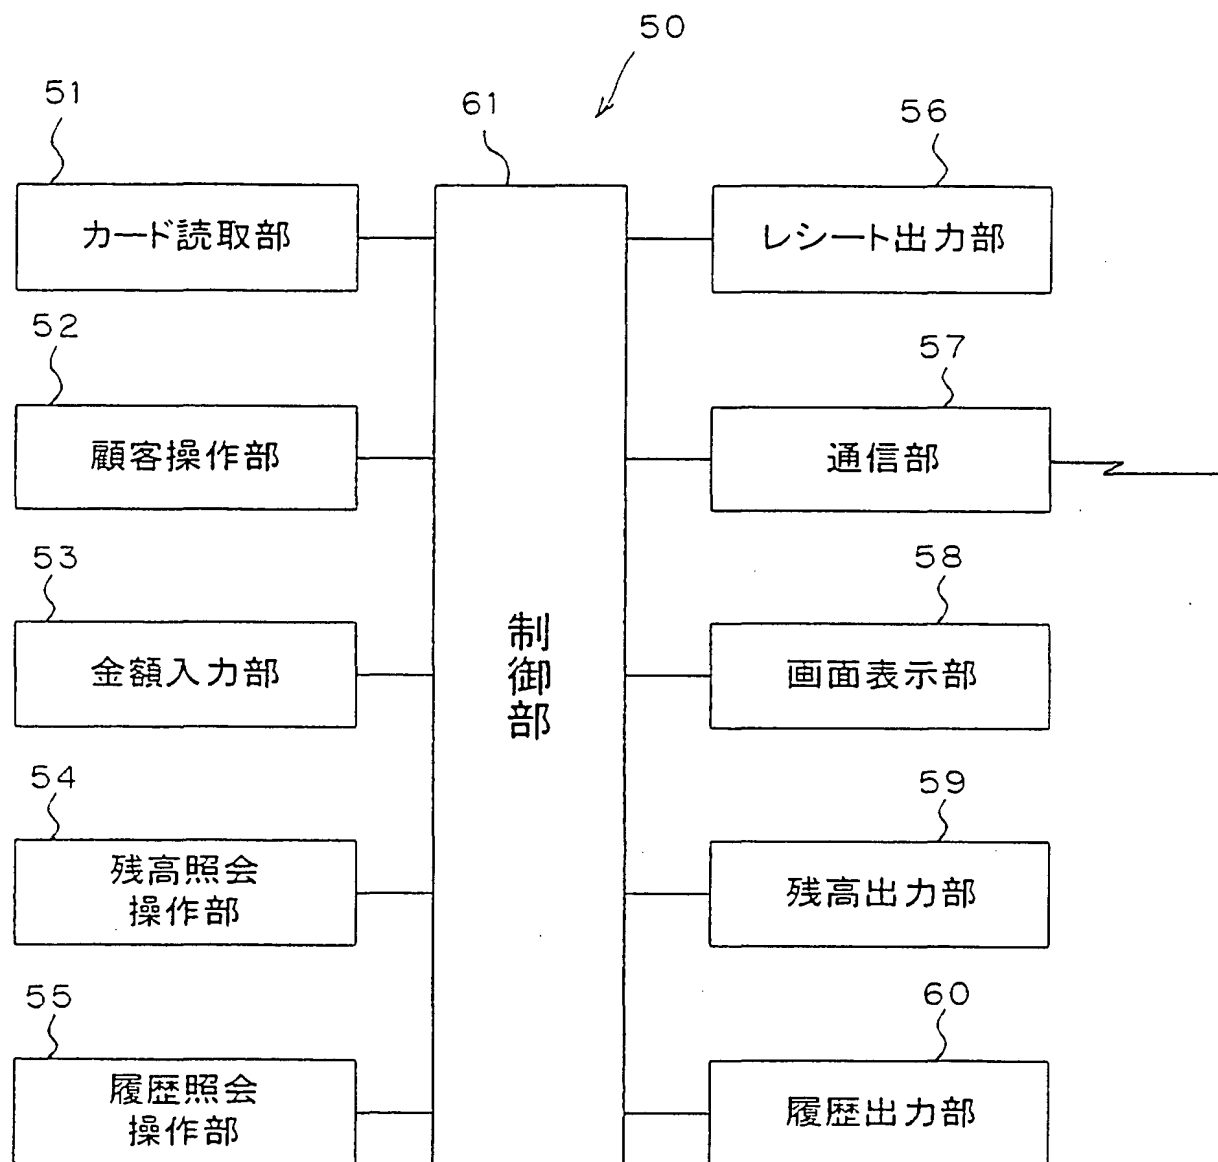 50
51
61
56
カード読取部
レシート出力部
52
57
顧客操作部
通信部
53
58
金額入力部
制御部
画面表示部
54
59
残高照会
操作部
残高出力部
55
60
履歴照会
操作部
履歴出力部